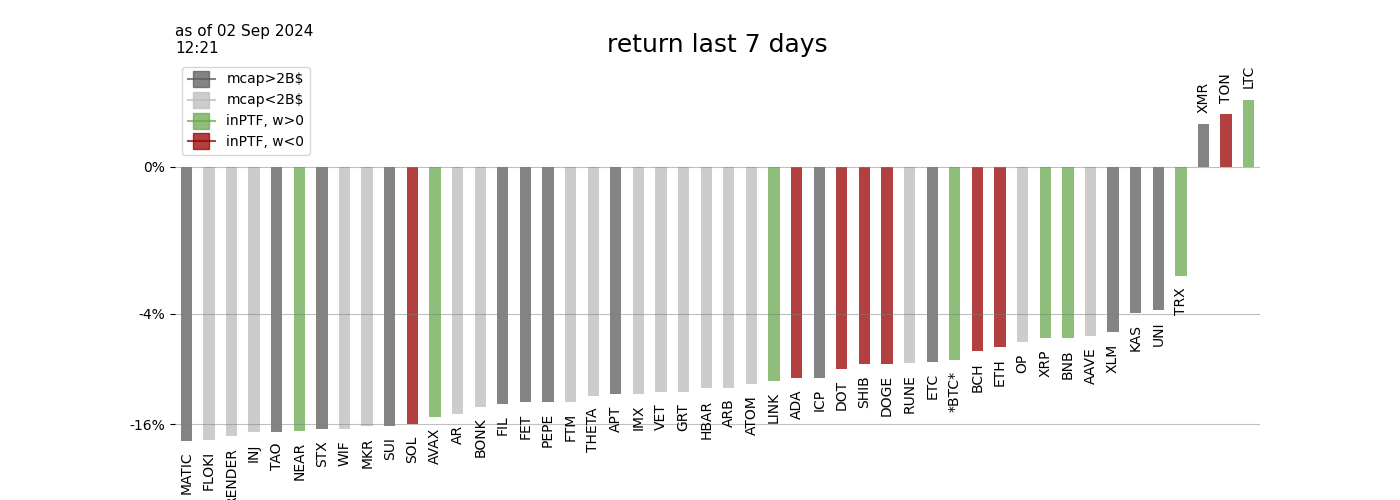 as of 02 Sep 2024
12:21
return last 7 days
mcap>2B$
mcap<2B$
inPTF, w>0
inPTF, w<0
0%
-4%
-16%
MATIC
FLOKI
RENDER
INJ
TAO
NEAR
STX
WIF
MKR
SUI
SOL
AVAX
AR
BONK
FIL
FET
PEPE
FTM
THETA
APT
IMX
VET
GRT
HBAR
ARB
ATOM
LINK
ADA
ICP
DOT
SHIB
DOGE
RUNE
ETC
*BTC*
BCH
ETH
OP
XRP
BNB
AAVE
XLM
KAS
UNI
TRX
XMR
TON
LTC